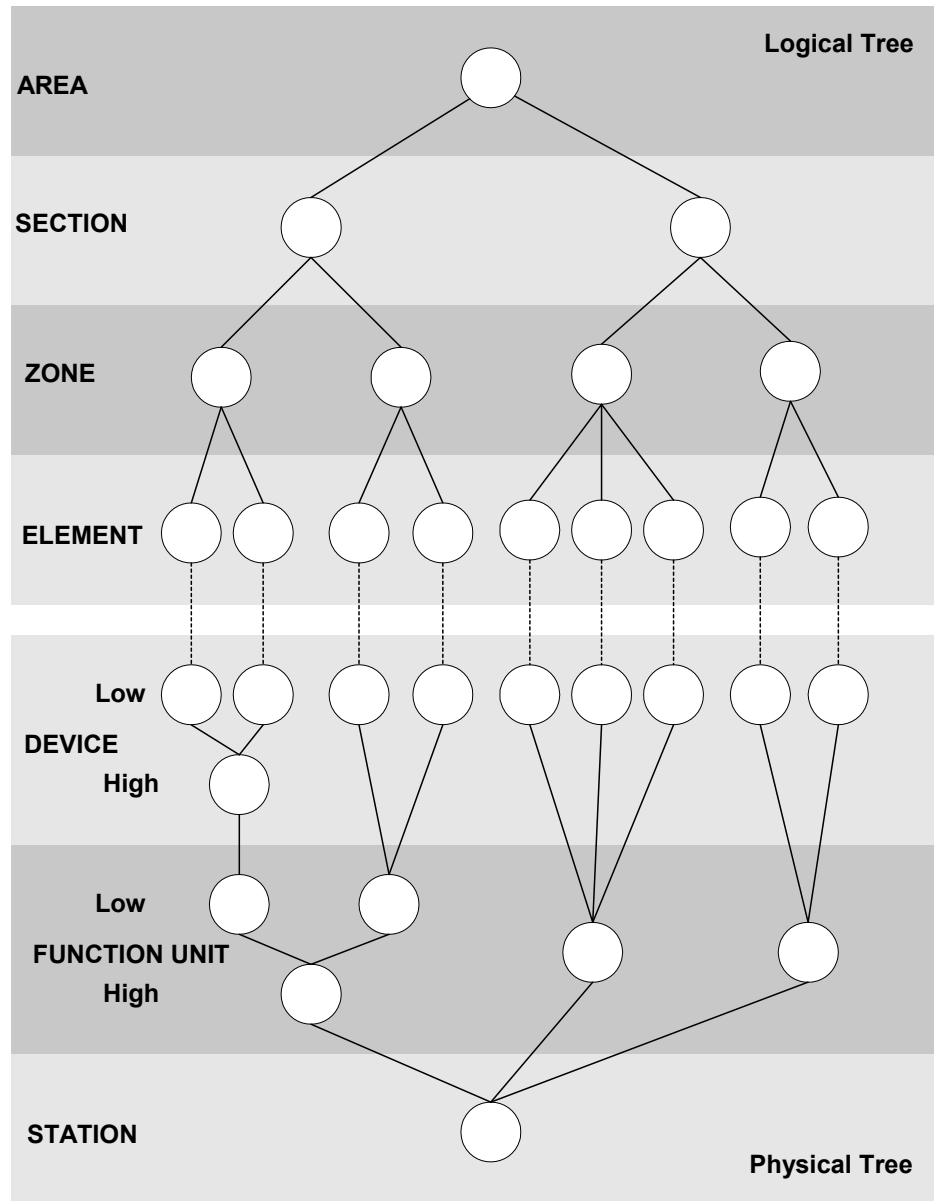 Logical Tree
AREA
SECTION
ZONE
ELEMENT
Low
DEVICE
High
Low
FUNCTION UNIT
High
STATION
Physical Tree